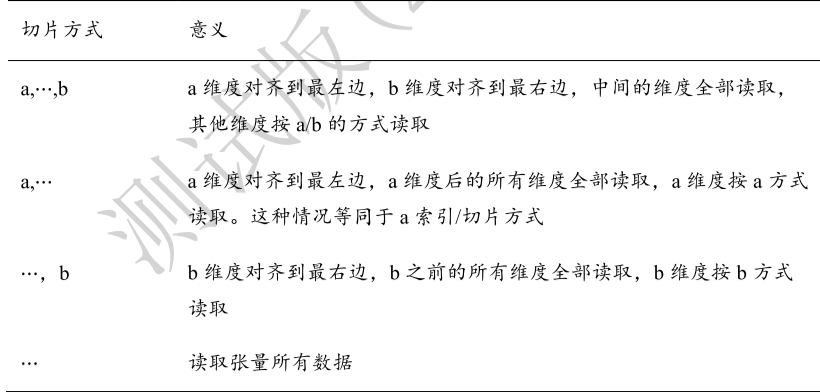 切片方式 意义
a,⋯,b a 维度对齐到最左边，b 维度对齐到最右边，中间的维度全部读取，
其他维度按 a/b 的方式读取
a,⋯ a 维度对齐到最左边，a 维度后的所有维度全部读取，a 维度按 a 方式
读取。这种情况等同于 a 索引/切片方式
⋯，b b 维度对齐到最右边，b 之前的所有维度全部读取，b 维度按 b 方式
读取
⋯ 读取张量所有数据
测试版(